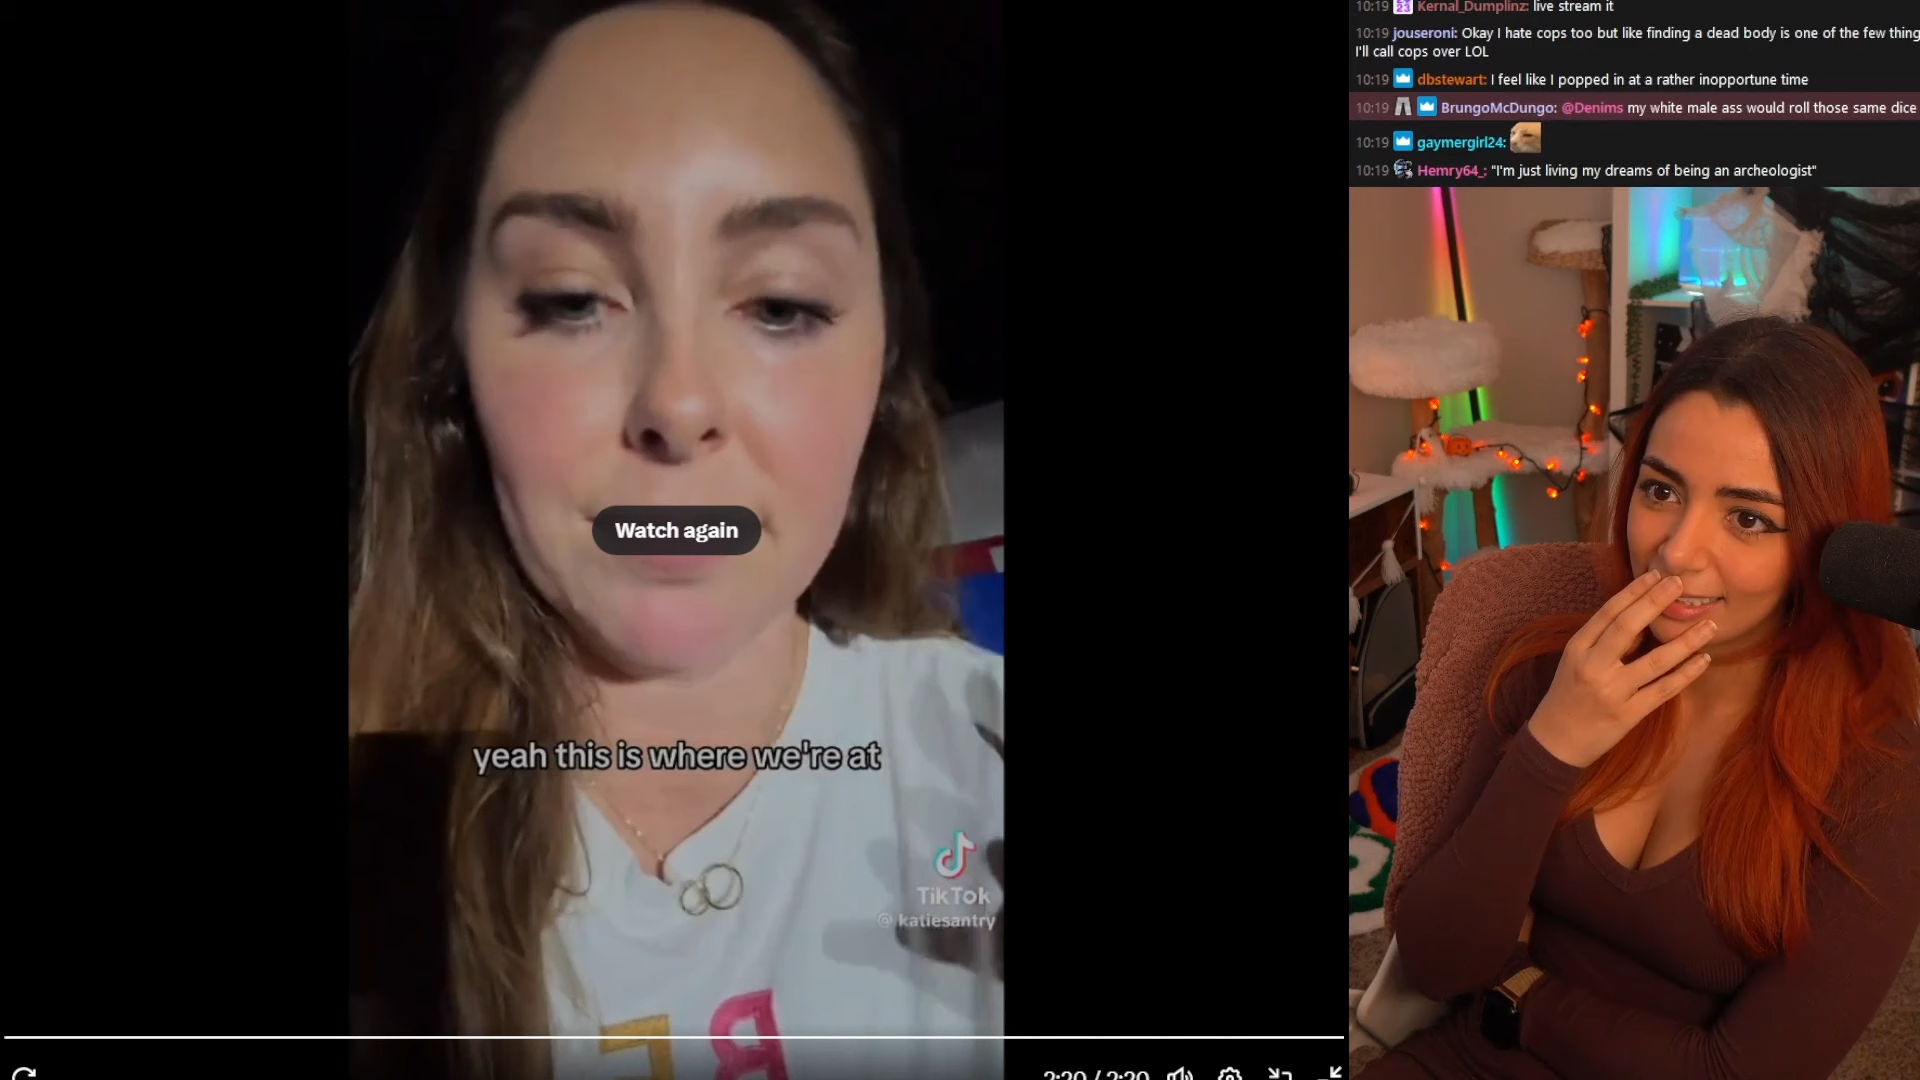 10:19 Kernal_Dumplinz: live stream it
10:19 jouseroni: Okay I hate cops too but like finding a dead body is one of the few thing
I'll call cops over LOL
10:19 dbstewart: I feel like I popped in at a rather inopportune time
10:19 BrungoMcDungo: @Denims my white male ass would roll those same dice
10:19 gaymergirl24:
10:19 Hemry64_: "I'm just living my dreams of being an archeologist"
Watch again
yeah this is where we're at
TikTok
@katiesantry
2:20 / 2:20